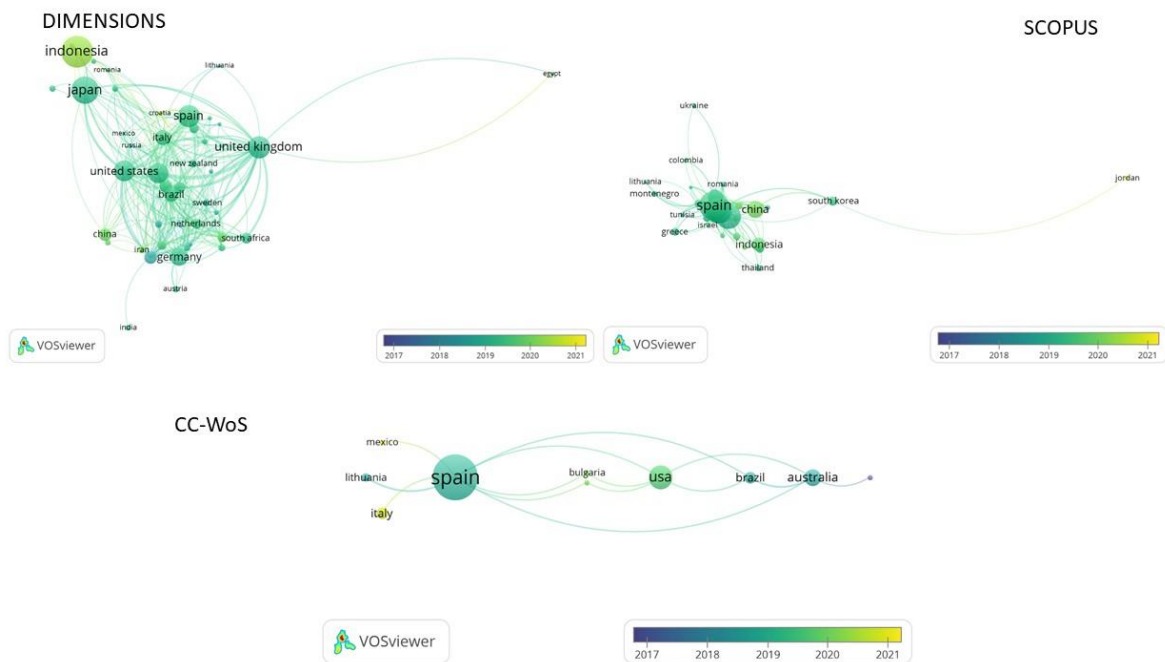 DIMENSIONS
indonesia
romania
japan
lithuania
egypt
croatia
spain
mexico
italy
russia
united kingdom
united states
new zealand
brazil
sweden
netherlands
china
south africa
iran
germany
austria
india
VOSviewer
2017 2018 2019 2020 2021
SCOPUS
ukraine
colombia
lithuania
romania
montenegro
jordan
spain
china
south korea
tunisia
israel
greece
indonesia
thailand
VOSviewer
2017 2018 2019 2020 2021
CC-WoS
mexico
lithuania
spain
bulgaria
usa
brazil
australia
italy
VOSviewer
2017 2018 2019 2020 2021